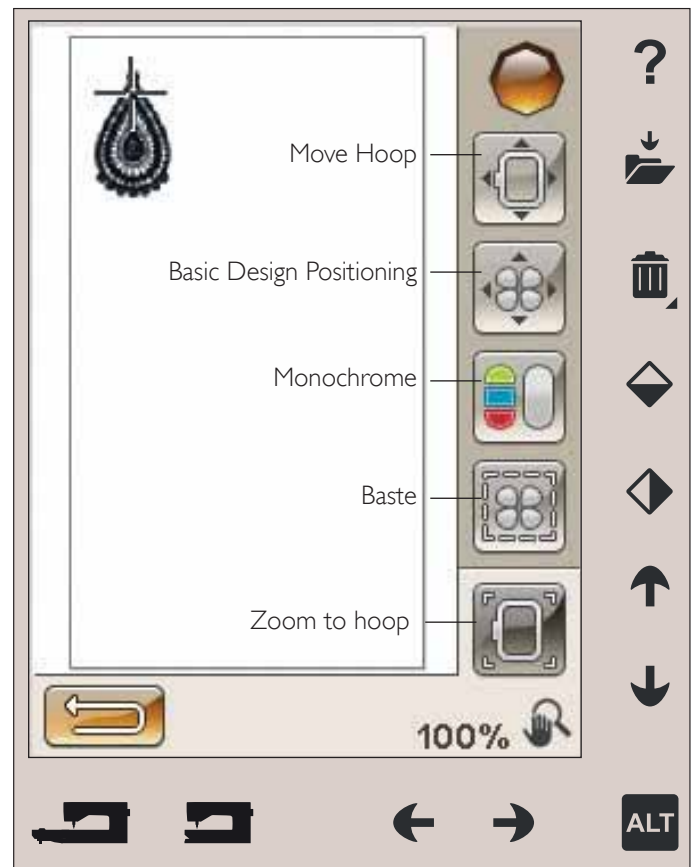 ?
Move Hoop
Basic Design Positioning
Monochrome
Baste
Zoom to hoop
100%
ALT